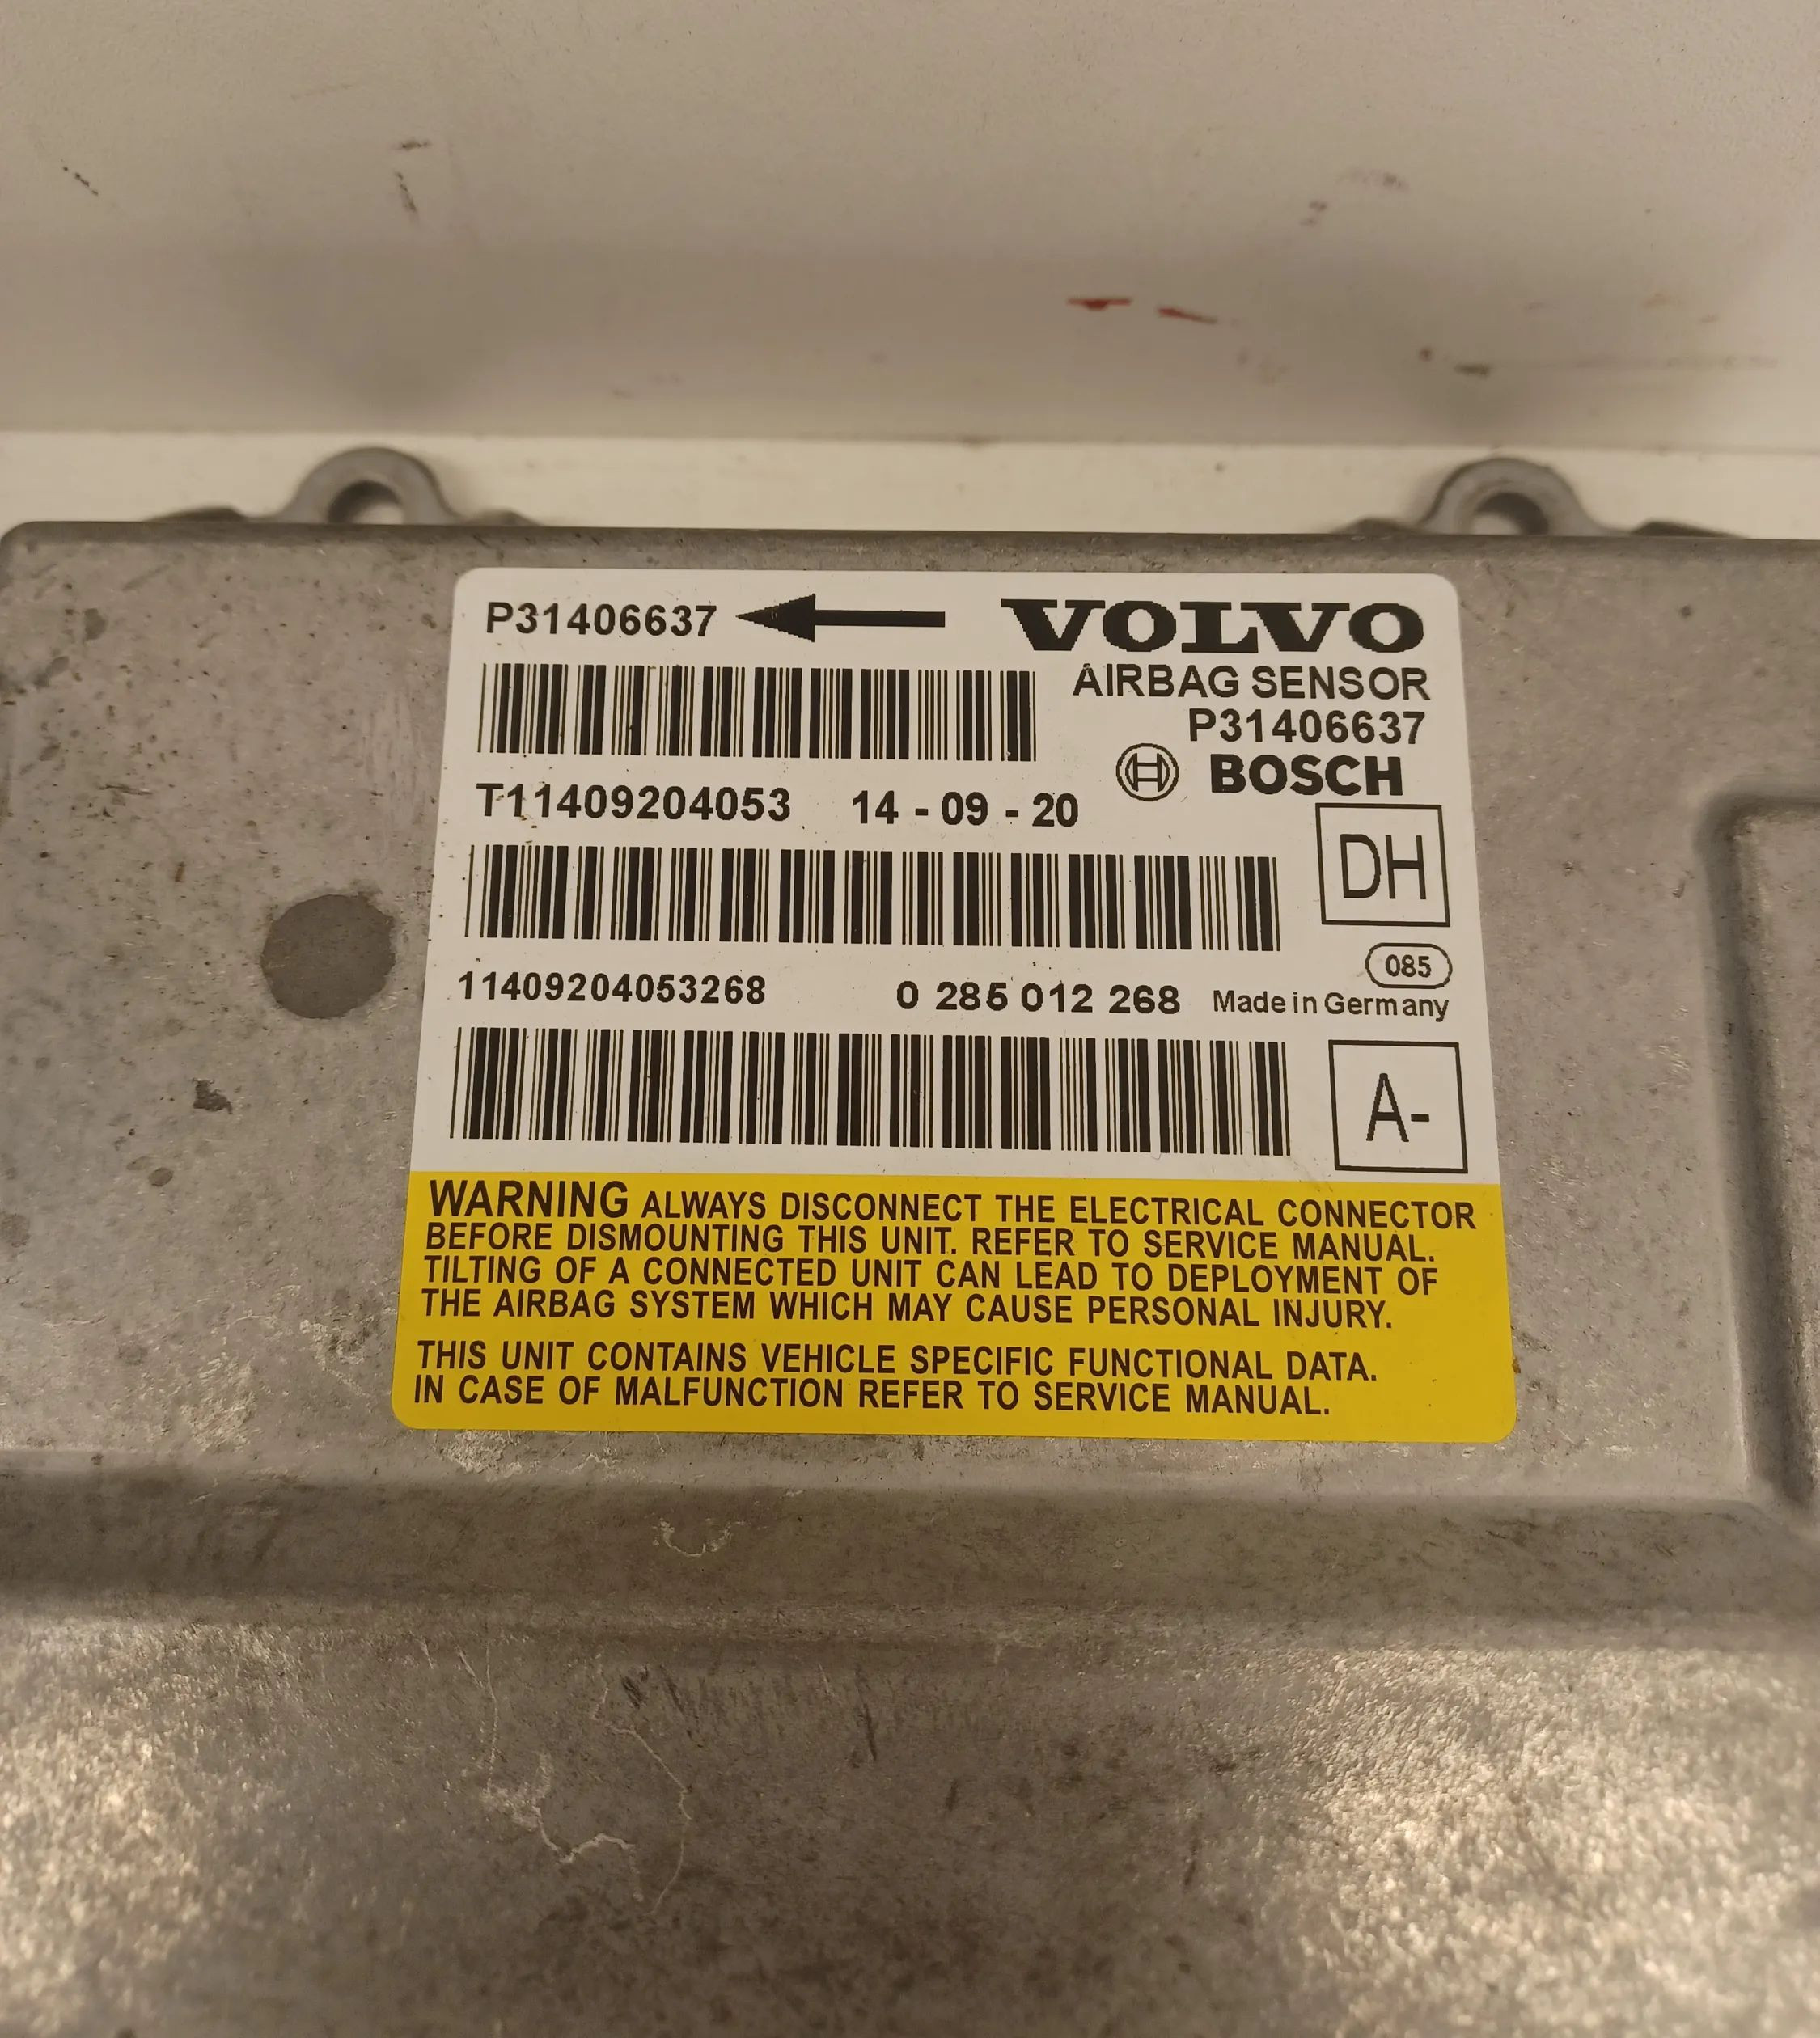 P31406637 VOLVO
AIRBAG SENSOR
P31406637
BOSCH
T11409204053 14 - 09 - 20
DH
085
11409204053268 0 285 012 268 Made in Germany
A-
WARNING ALWAYS DISCONNECT THE ELECTRICAL CONNECTOR
BEFORE DISMOUNTING THIS UNIT. REFER TO SERVICE MANUAL.
TILTING OF A CONNECTED UNIT CAN LEAD TO DEPLOYMENT OF
THE AIRBAG SYSTEM WHICH MAY CAUSE PERSONAL INJURY.
THIS UNIT CONTAINS VEHICLE SPECIFIC FUNCTIONAL DATA.
IN CASE OF MALFUNCTION REFER TO SERVICE MANUAL.